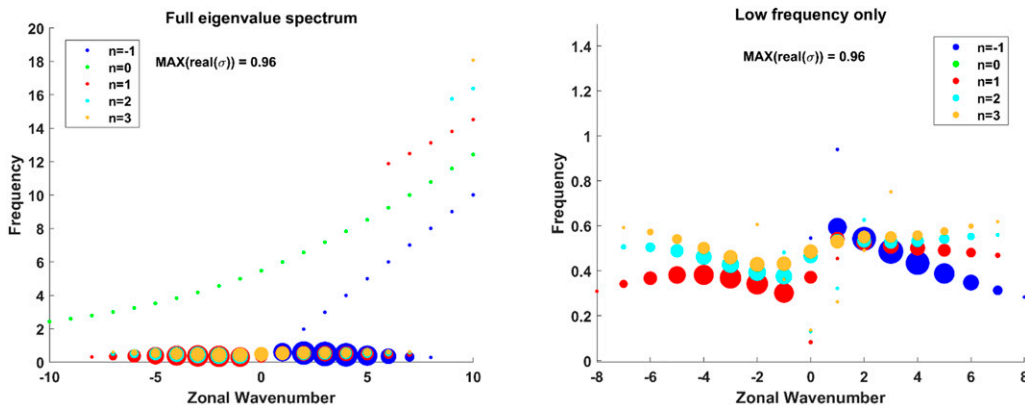 Full eigenvalue spectrum
20
18
16
14
12
10
8
6
4
2
0
Frequency
n=-1
n=0
n=1
n=2
n=3
MAX(real(σ)) = 0.96
-10 -5 0 5 10
Zonal Wavenumber
Low frequency only
1.4
1.2
1
0.8
0.6
0.4
0.2
0
Frequency
MAX(real(σ)) = 0.96
n=-1
n=0
n=1
n=2
n=3
-8 -6 -4 -2 0 2 4 6 8
Zonal Wavenumber